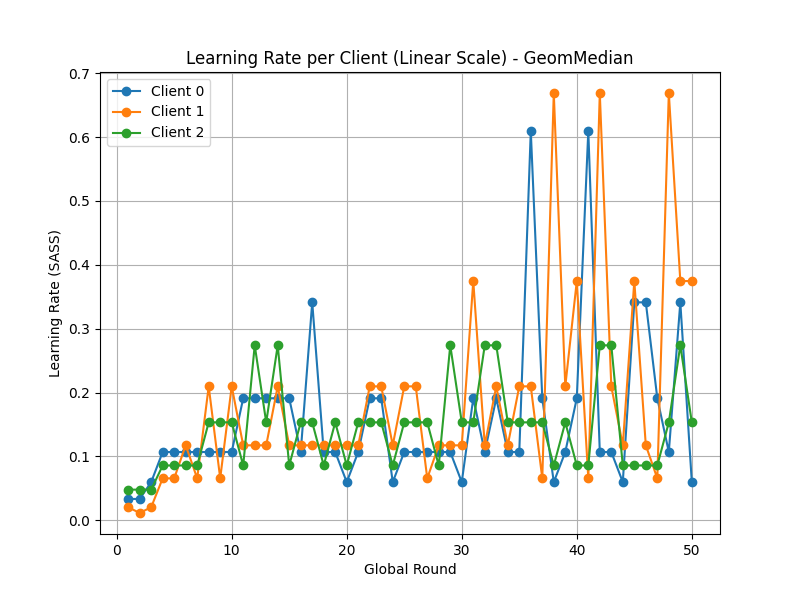 Learning Rate per Client (Linear Scale) - GeomMedian
Client 0
Client 1
Client 2
Learning Rate (SASS)
0.7
0.6
0.5
0.4
0.3
0.2
0.1
0.0
0 10 20 30 40 50
Global Round